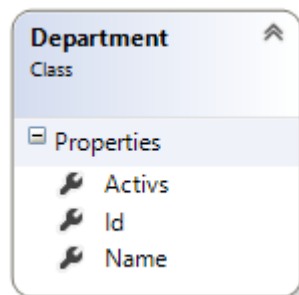 Department
Class
Properties
Activs
Id
Name